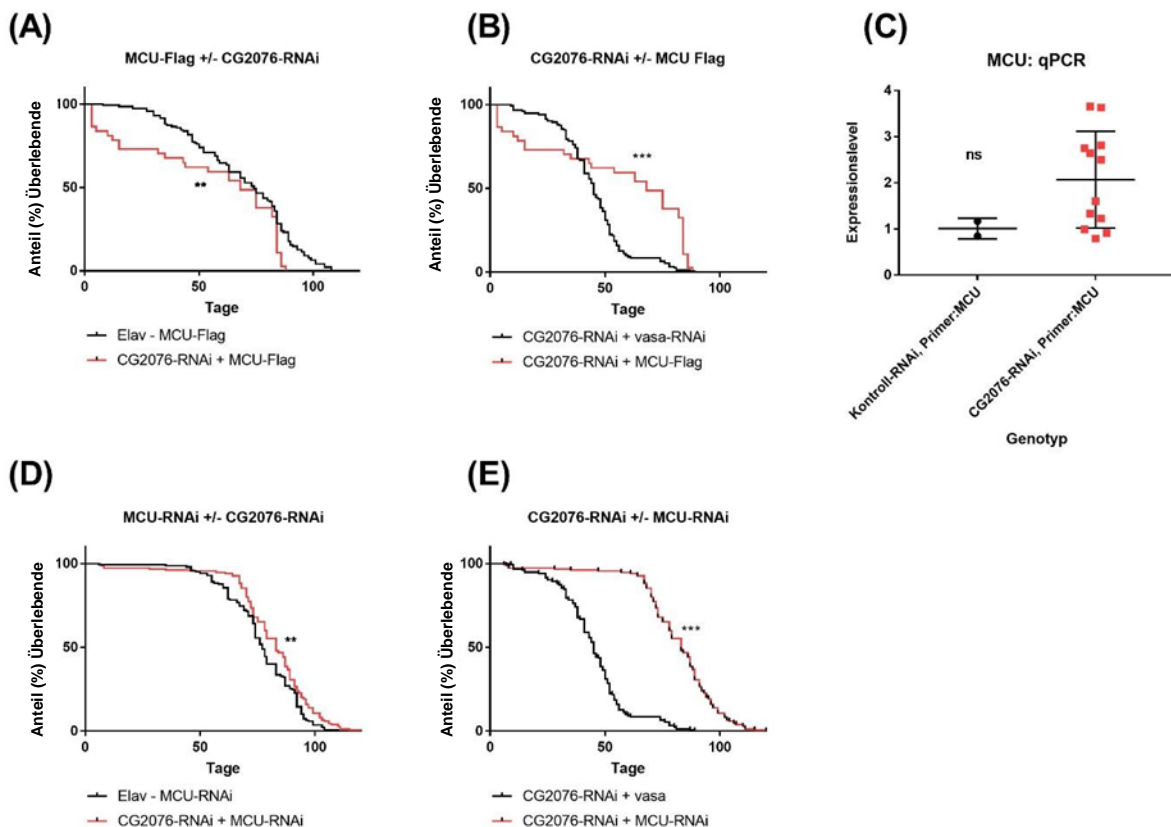 (A)
MCU-Flag +/- CG2076-RNAi
Anteil (%) Überlebende
100
50
0
0
50
100
**
Tage
Elav - MCU-Flag
CG2076-RNAi + MCU-Flag
(B)
CG2076-RNAi +/- MCU Flag
Anteil (%) Überlebende
100
50
0
0
50
100
***
Tage
CG2076-RNAi + vasa-RNAi
CG2076-RNAi + MCU-Flag
(C)
MCU: qPCR
Expressionslevel
4
3
2
1
0
ns
Kontroll-RNAi, Primer:MCU
CG2076-RNAi, Primer:MCU
Genotyp
(D)
MCU-RNAi +/- CG2076-RNAi
Anteil (%) Überlebende
100
50
0
0
50
100
**
Tage
Elav - MCU-RNAi
CG2076-RNAi + MCU-RNAi
(E)
CG2076-RNAi +/- MCU-RNAi
Anteil (%) Überlebende
100
50
0
0
50
100
***
Tage
CG2076-RNAi + vasa
CG2076-RNAi + MCU-RNAi